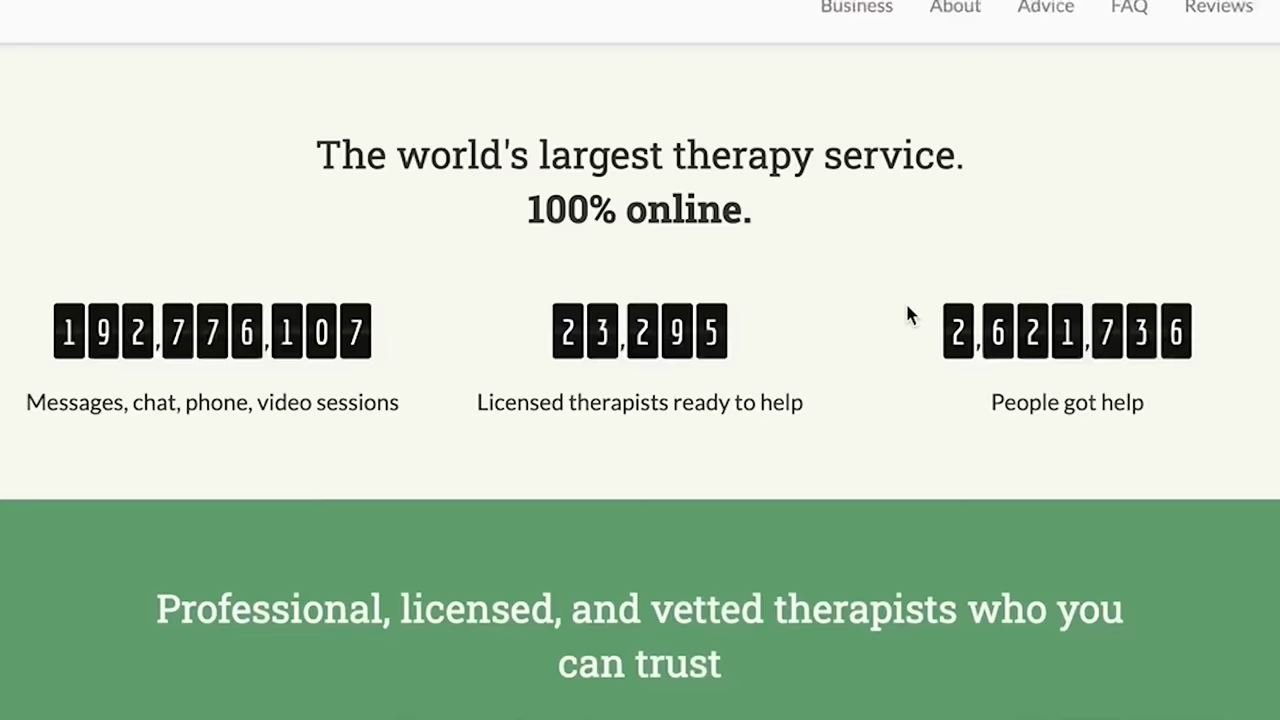 Business About Advice FAQ Reviews
The world's largest therapy service.
100% online.
192,776,107 23,295 2,621,736
Messages, chat, phone, video sessions Licensed therapists ready to help People got help
Professional, licensed, and vetted therapists who you
can trust